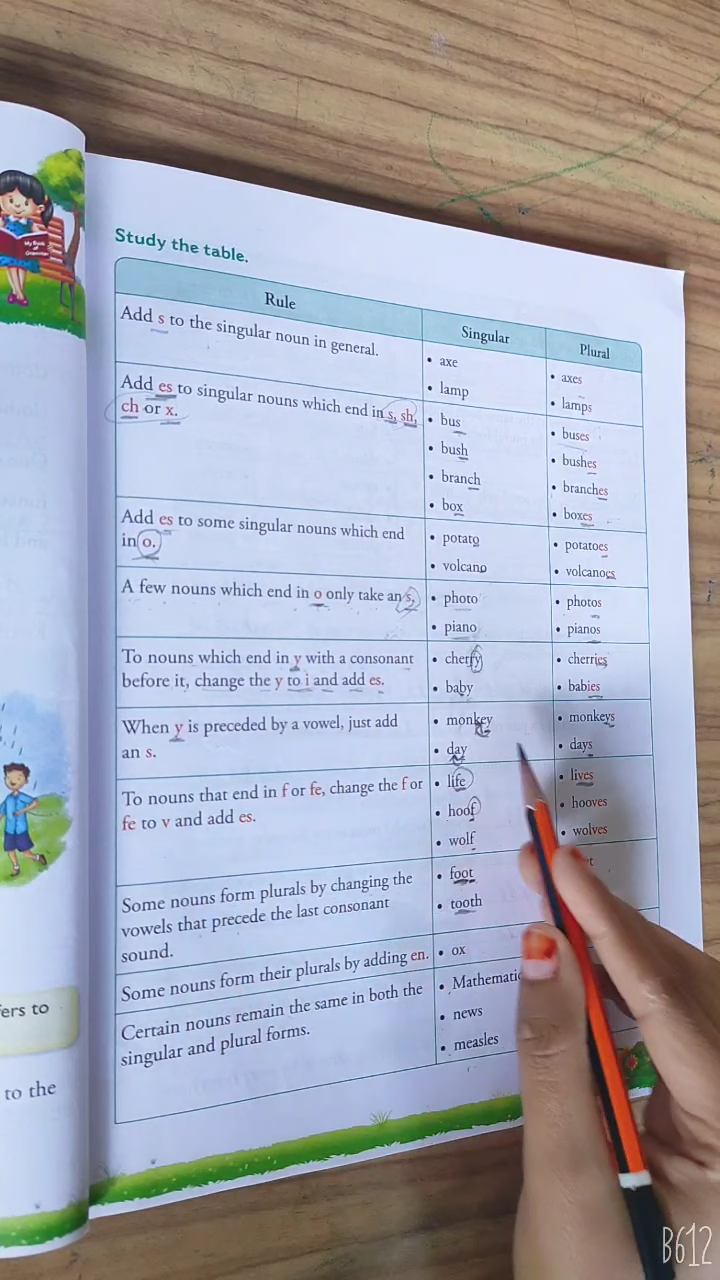 My Book of Grammar
Study the table.
Rule Singular Plural
Add s to the singular noun in general.
• axe • axes
• lamp • lamps
Add es to singular nouns which end in s, sh,
ch or x.
• bus • buses
• bush • bushes
• branch • branches
• box • boxes
Add es to some singular nouns which end
in o.
• potato • potatoes
• volcano • volcanoes
A few nouns which end in o only take an s.
• photo • photos
• piano • pianos
To nouns which end in y with a consonant
before it, change the y to i and add es.
• cherry • cherries
• baby • babies
When y is preceded by a vowel, just add
an s.
• monkey • monkeys
• day • days
To nouns that end in f or fe, change the f or
fe to v and add es.
• life • lives
• hoof • hooves
• wolf • wolves
Some nouns form plurals by changing the
vowels that precede the last consonant
sound.
• foot
• tooth
Some nouns form their plurals by adding en.
• ox
Certain nouns remain the same in both the
singular and plural forms.
• news
• measles
to the
B612